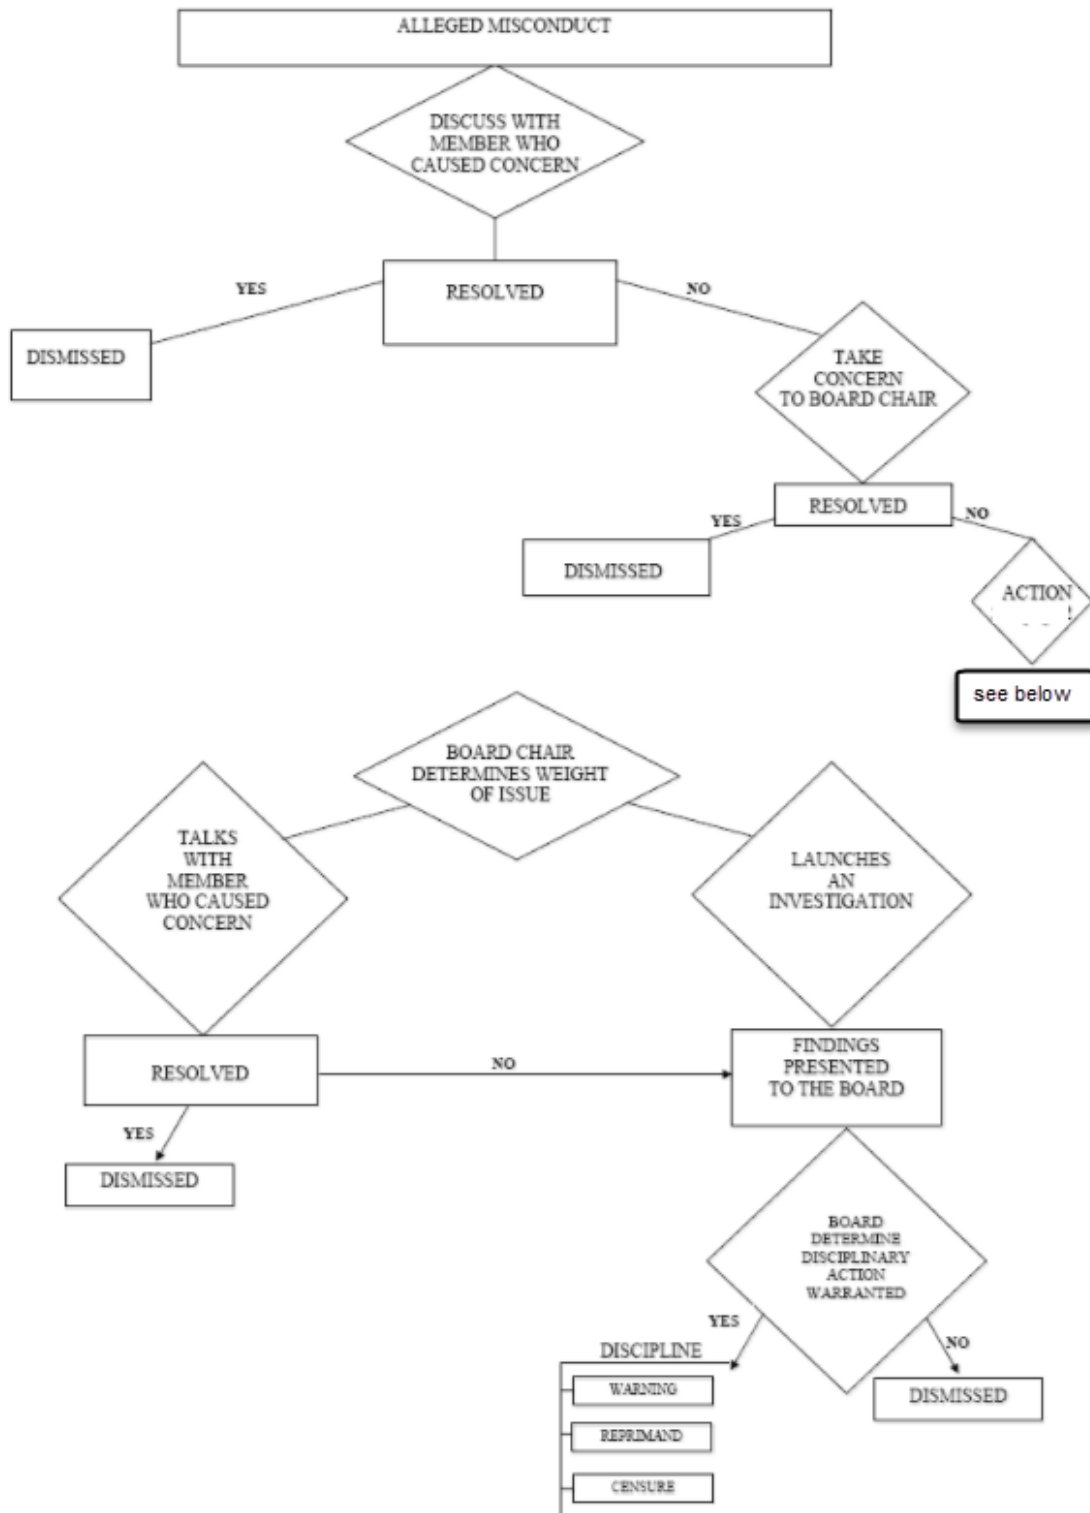 ALLEGED MISCONDUCT
DISCUSS WITH
MEMBER WHO
CAUSED CONCERN
YES
RESOLVED
NO
DISMISSED
TAKE
CONCERN
TO BOARD CHAIR
RESOLVED
YES
NO
DISMISSED
ACTION
see below
BOARD CHAIR
DETERMINES WEIGHT
OF ISSUE
TALKS
WITH
MEMBER
WHO CAUSED
CONCERN
LAUNCHES
AN
INVESTIGATION
RESOLVED
NO
FINDINGS
PRESENTED
TO THE BOARD
YES
DISMISSED
BOARD
DETERMINE
DISCIPLINARY
ACTION
WARRANTED
YES
NO
DISCIPLINE
WARNING
DISMISSED
REPRIMAND
CENSURE